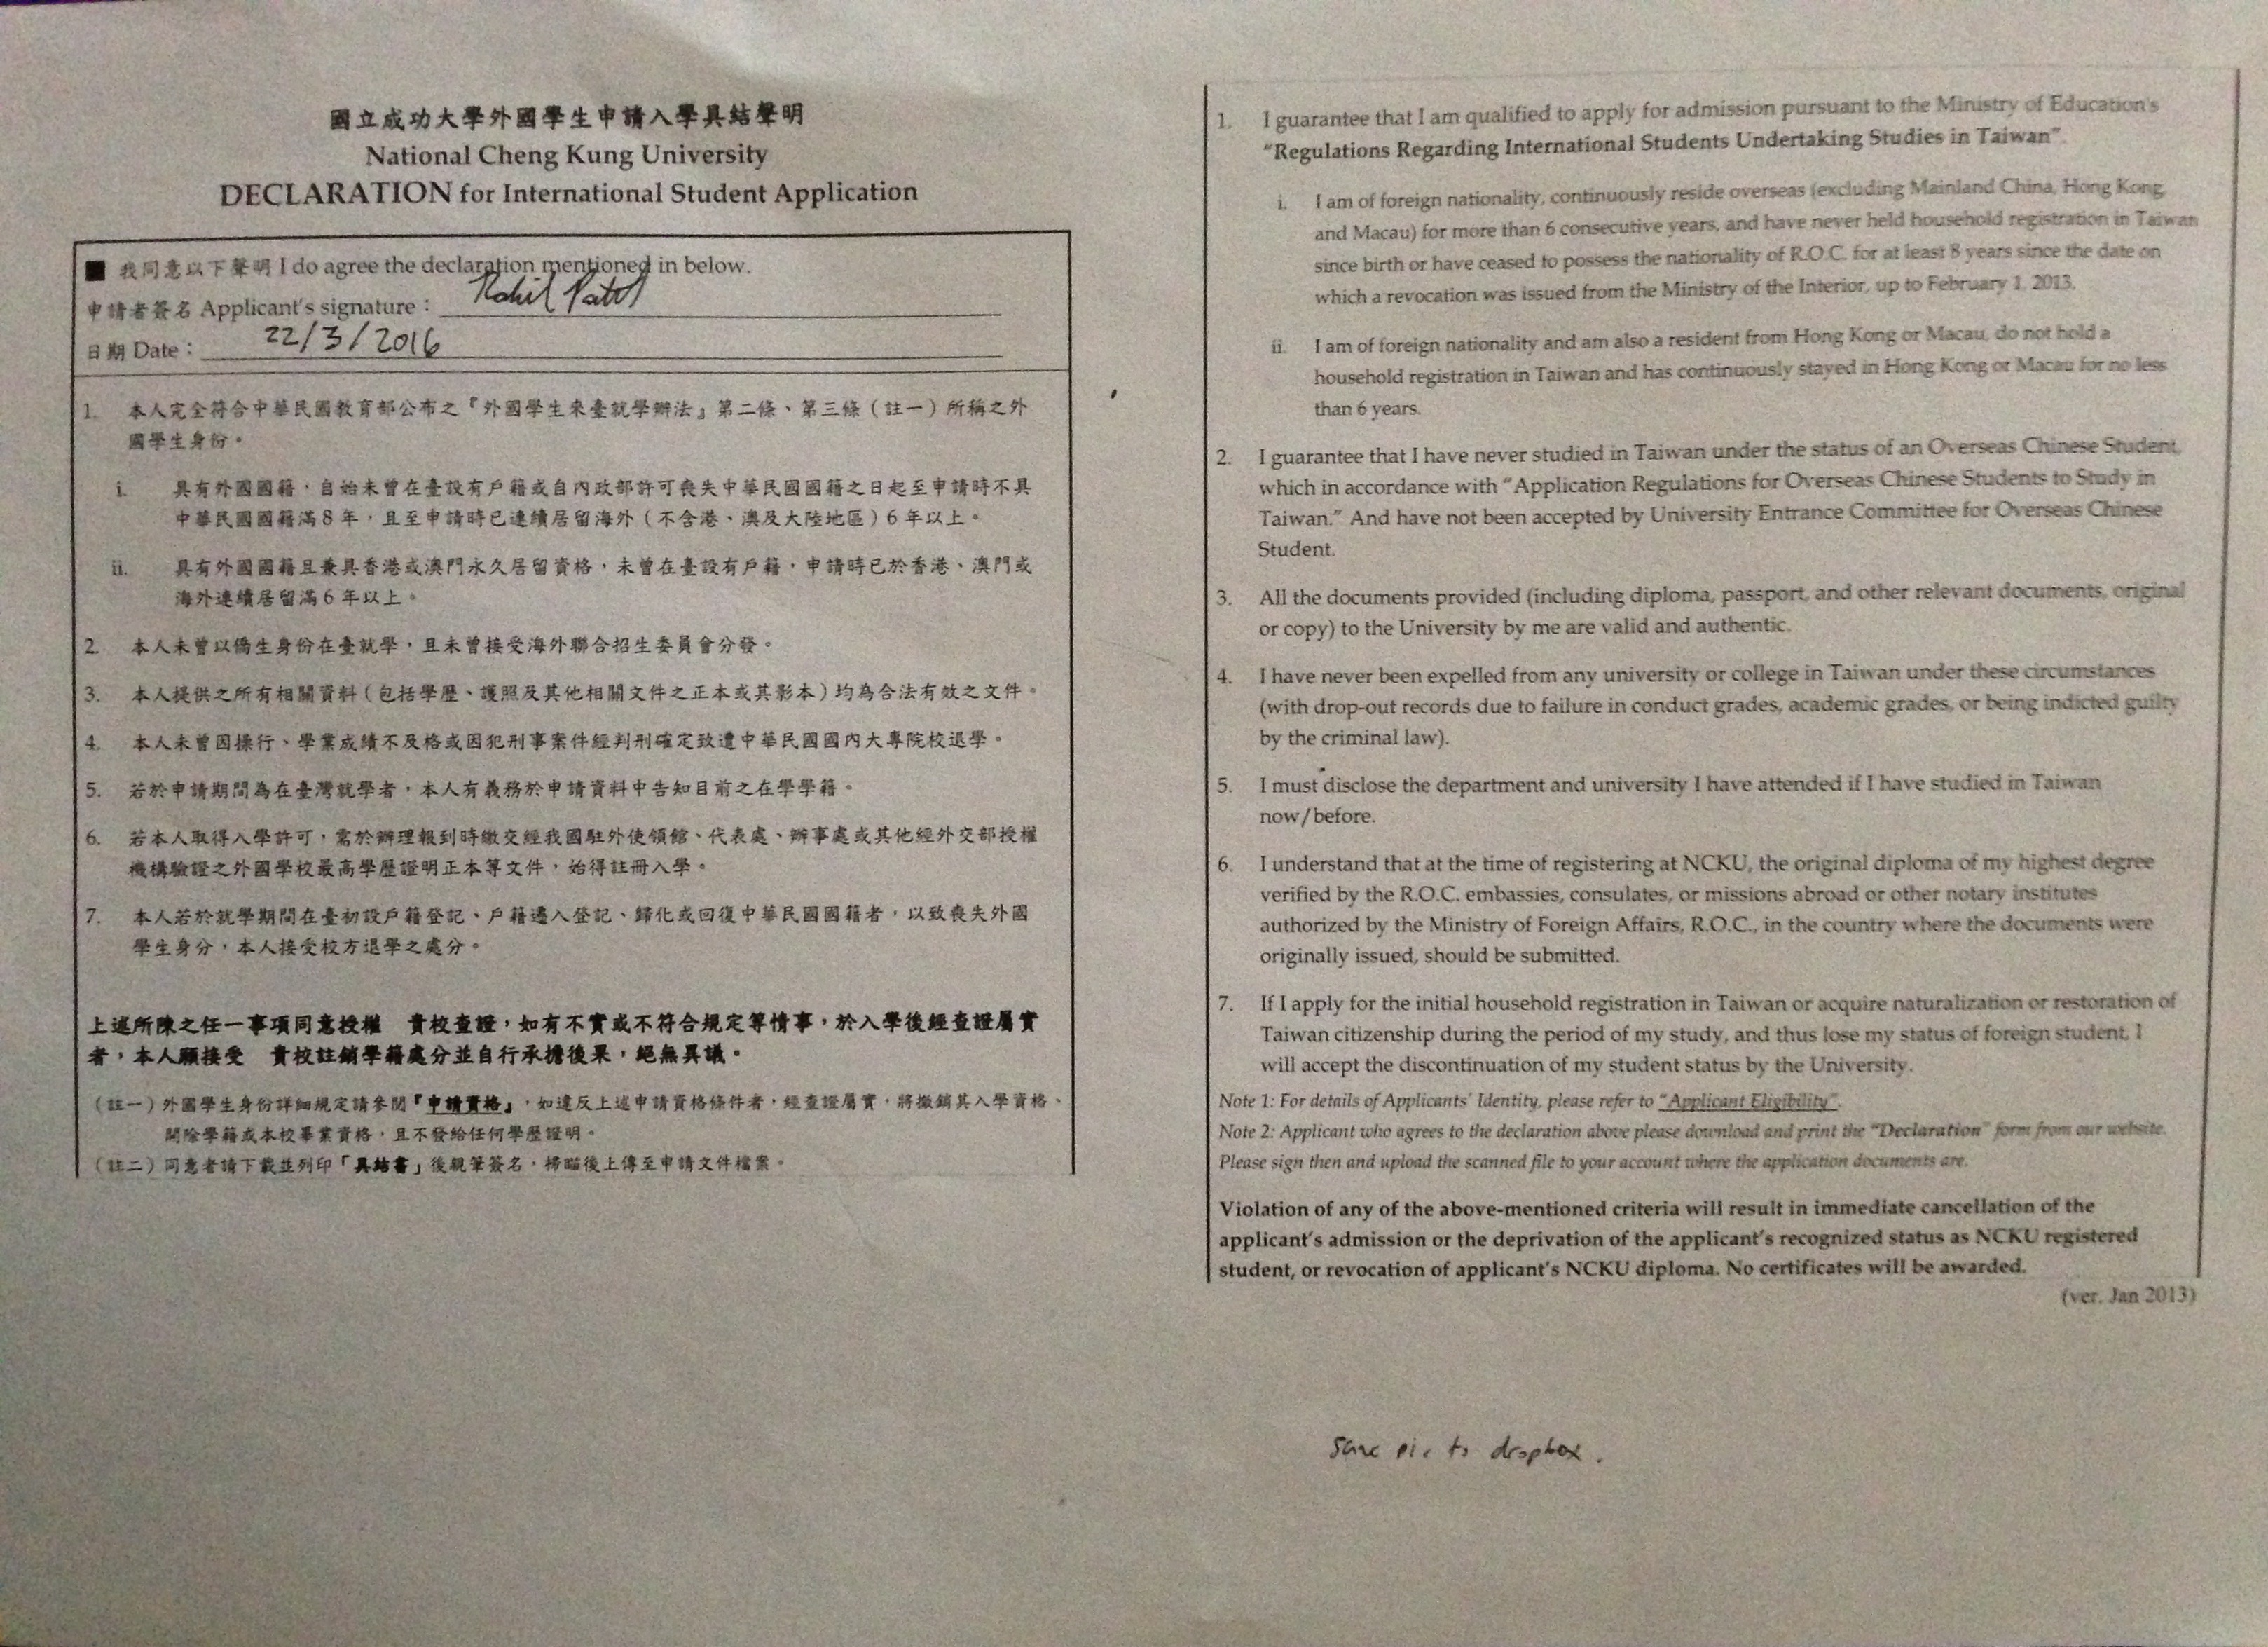 國立成功大學外國學生申請入學具結聲明
National Cheng Kung University
DECLARATION for International Student Application
■ 我同意以下聲明 I do agree the declaration mentioned in below.
申請者簽名 Applicant's signature：
日期 Date： 22/3/2016
1. 本人完全符合中華民國教育部公布之『外國學生來臺就學辦法』第二條、第三條（註一）所稱之外
國學生身份。
i. 具有外國國籍，自始未曾在臺設有戶籍或自內政部許可喪失中華民國國籍之日起至申請時不具
中華民國國籍滿 8 年，且至申請時已連續居留海外（不含港、澳及大陸地區）6 年以上。
ii. 具有外國國籍且兼具香港或澳門永久居留資格，未曾在臺設有戶籍，申請時已於香港、澳門或
海外連續居留滿 6 年以上。
2. 本人未曾以僑生身份在臺就學，且未曾接受海外聯合招生委員會分發。
3. 本人提供之所有相關資料（包括學歷、護照及其他相關文件之正本或其影本）均為合法有效之文件。
4. 本人未曾因操行、學業成績不及格或因犯刑事案件經判刑確定致遭中華民國國內大專院校退學。
5. 若於申請期間為在臺灣就學者，本人有義務於申請資料中告知目前之在學學籍。
6. 若本人取得入學許可，需於辦理報到時繳交經我國駐外使領館、代表處、辦事處或其他經外交部授權
機構驗證之外國學校最高學歷證明正本等文件，始得註冊入學。
7. 本人若於就學期間在臺初設戶籍登記、戶籍遷入登記、歸化或回復中華民國國籍者，以致喪失外國
學生身分，本人接受校方退學之處分。
上述所陳之任一事項同意授權　貴校查證，如有不實或不符合規定等情事，於入學後經查證屬實
者，本人願接受　貴校註銷學籍處分並自行承擔後果，絕無異議。
（註一）外國學生身份詳細規定請參閱『申請資格』，如違反上述申請資格條件者，經查證屬實，將撤銷其入學資格、
開除學籍或本校畢業資格，且不發給任何學歷證明。
（註二）同意者請下載並列印「具結書」後親筆簽名，掃瞄後上傳至申請文件檔案。
1. I guarantee that I am qualified to apply for admission pursuant to the Ministry of Education's
"Regulations Regarding International Students Undertaking Studies in Taiwan".
i. I am of foreign nationality, continuously reside overseas (excluding Mainland China, Hong Kong,
and Macau) for more than 6 consecutive years, and have never held household registration in Taiwan
since birth or have ceased to possess the nationality of R.O.C. for at least 8 years since the date on
which a revocation was issued from the Ministry of the Interior, up to February 1, 2013.
ii. I am of foreign nationality and am also a resident from Hong Kong or Macau, do not hold a
household registration in Taiwan and has continuously stayed in Hong Kong or Macau for no less
than 6 years.
2. I guarantee that I have never studied in Taiwan under the status of an Overseas Chinese Student,
which in accordance with "Application Regulations for Overseas Chinese Students to Study in
Taiwan." And have not been accepted by University Entrance Committee for Overseas Chinese
Student.
3. All the documents provided (including diploma, passport, and other relevant documents, original
or copy) to the University by me are valid and authentic.
4. I have never been expelled from any university or college in Taiwan under these circumstances
(with drop-out records due to failure in conduct grades, academic grades, or being indicted guilty
by the criminal law).
5. I must disclose the department and university I have attended if I have studied in Taiwan
now/before.
6. I understand that at the time of registering at NCKU, the original diploma of my highest degree
verified by the R.O.C. embassies, consulates, or missions abroad or other notary institutes
authorized by the Ministry of Foreign Affairs, R.O.C., in the country where the documents were
originally issued, should be submitted.
7. If I apply for the initial household registration in Taiwan or acquire naturalization or restoration of
Taiwan citizenship during the period of my study, and thus lose my status of foreign student, I
will accept the discontinuation of my student status by the University.
Note 1: For details of Applicants' Identity, please refer to "Applicant Eligibility".
Note 2: Applicant who agrees to the declaration above please download and print the "Declaration" form from our website.
Please sign then and upload the scanned file to your account where the application documents are.
Violation of any of the above-mentioned criteria will result in immediate cancellation of the
applicant's admission or the deprivation of the applicant's recognized status as NCKU registered
student, or revocation of applicant's NCKU diploma. No certificates will be awarded.
(ver. Jan 2013)
pic to dropbox.